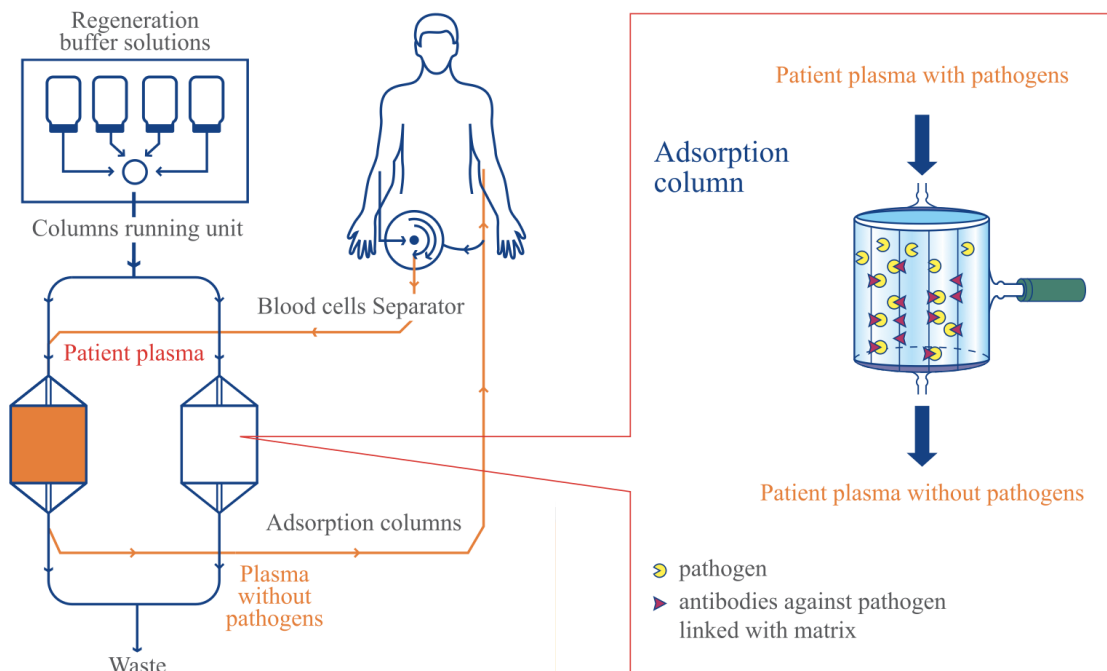 Regeneration
buffer solutions
Columns running unit
Blood cells Separator
Patient plasma
Adsorption columns
Plasma
without
pathogens
Waste
Patient plasma with pathogens
Adsorption
column
Patient plasma without pathogens
pathogen
antibodies against pathogen
linked with matrix